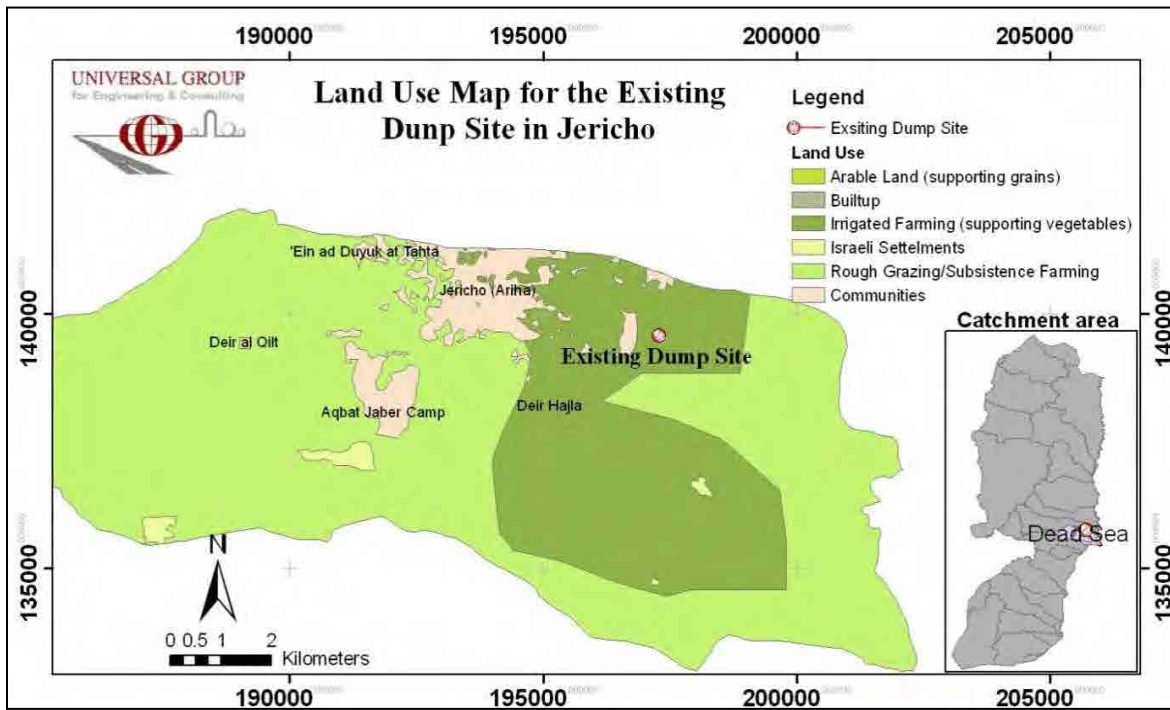 190000 195000 200000 205000
UNIVERSAL GROUP
for Engineering & Consulting
Land Use Map for the Existing
Dunp Site in Jericho
Legend
Exsiting Dump Site
Land Use
Arable Land (supporting grains)
Builtup
Irrigated Farming (supporting vegetables)
Israeli Settelments
Rough Grazing/Subsistence Farming
Communities
'Ein ad Duyuk at Tahta
Jericho (Ariha)
140000
140000
Catchment area
Deir al Qilt
Existing Dump Site
Aqbat Jaber Camp
Deir Hajla
Dead Sea
N
135000
135000
0 0.5 1 2
Kilometers
190000 195000 200000 205000